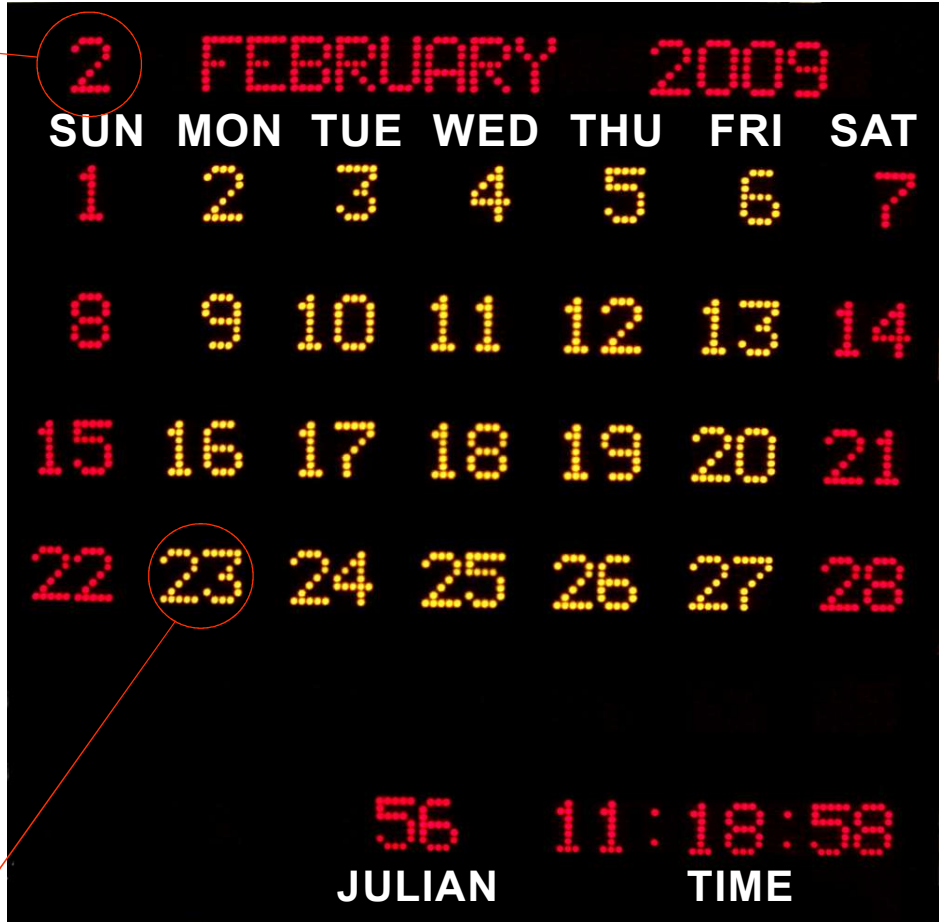 2 FEBRUARY 2009
SUN MON TUE WED THU FRI SAT
1 2 3 4 5 6 7
8 9 10 11 12 13 14
15 16 17 18 19 20 21
22 23 24 25 26 27 28
56 11:18:58
JULIAN TIME